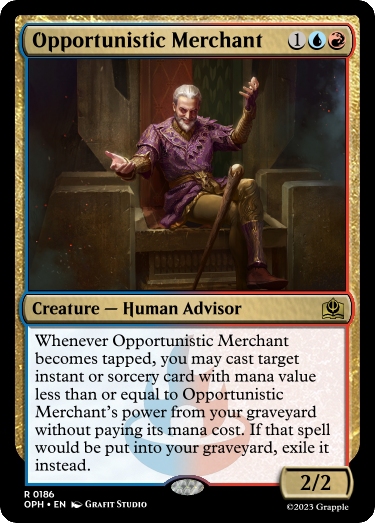 Opportunistic Merchant 1
Creature — Human Advisor
Whenever Opportunistic Merchant
becomes tapped, you may cast target
instant or sorcery card with mana value
less than or equal to Opportunistic
Merchant's power from your graveyard
without paying its mana cost. If that spell
would be put into your graveyard, exile it
instead.
2/2
R 0186
OPH • EN Grafit Studio
©2023 Grapple